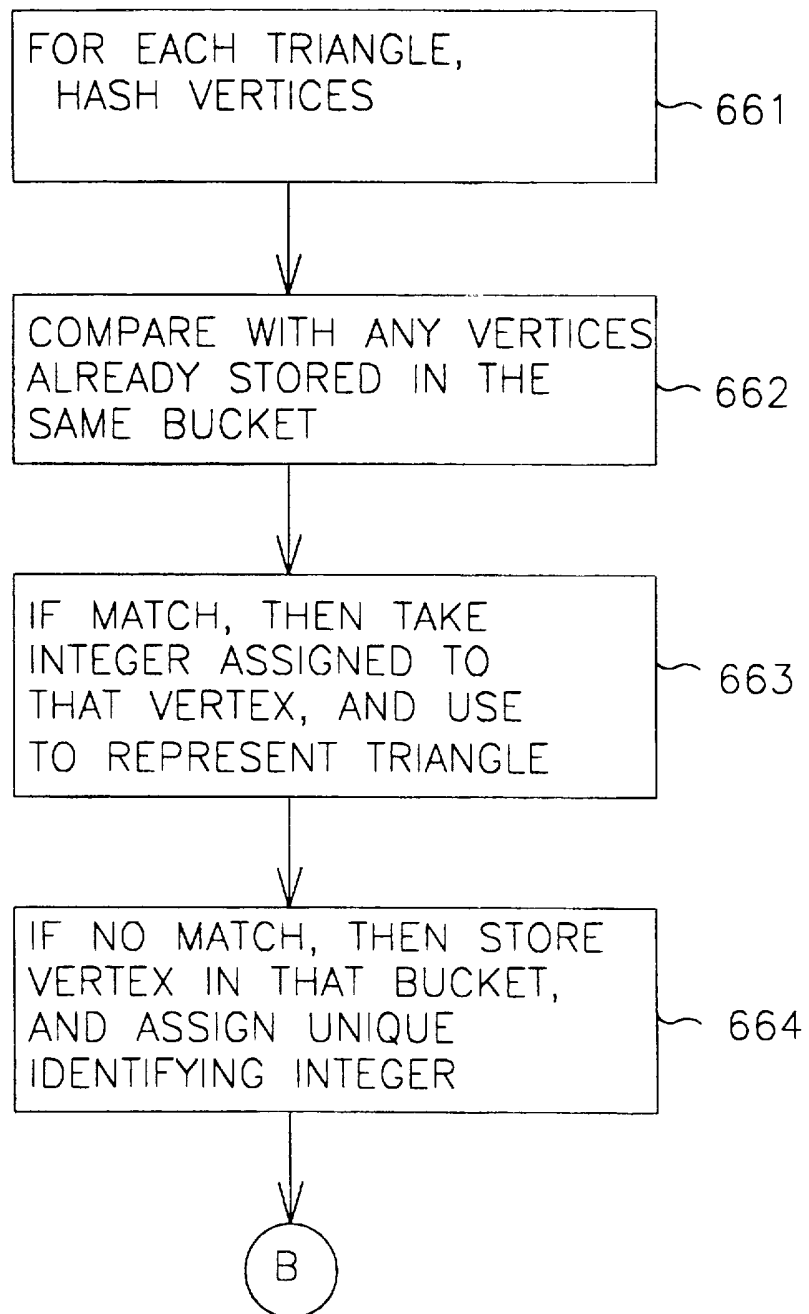 FOR EACH TRIANGLE,
HASH VERTICES
661
COMPARE WITH ANY VERTICES
ALREADY STORED IN THE
SAME BUCKET
662
IF MATCH, THEN TAKE
INTEGER ASSIGNED TO
THAT VERTEX, AND USE
TO REPRESENT TRIANGLE
663
IF NO MATCH, THEN STORE
VERTEX IN THAT BUCKET,
AND ASSIGN UNIQUE
IDENTIFYING INTEGER
664
B